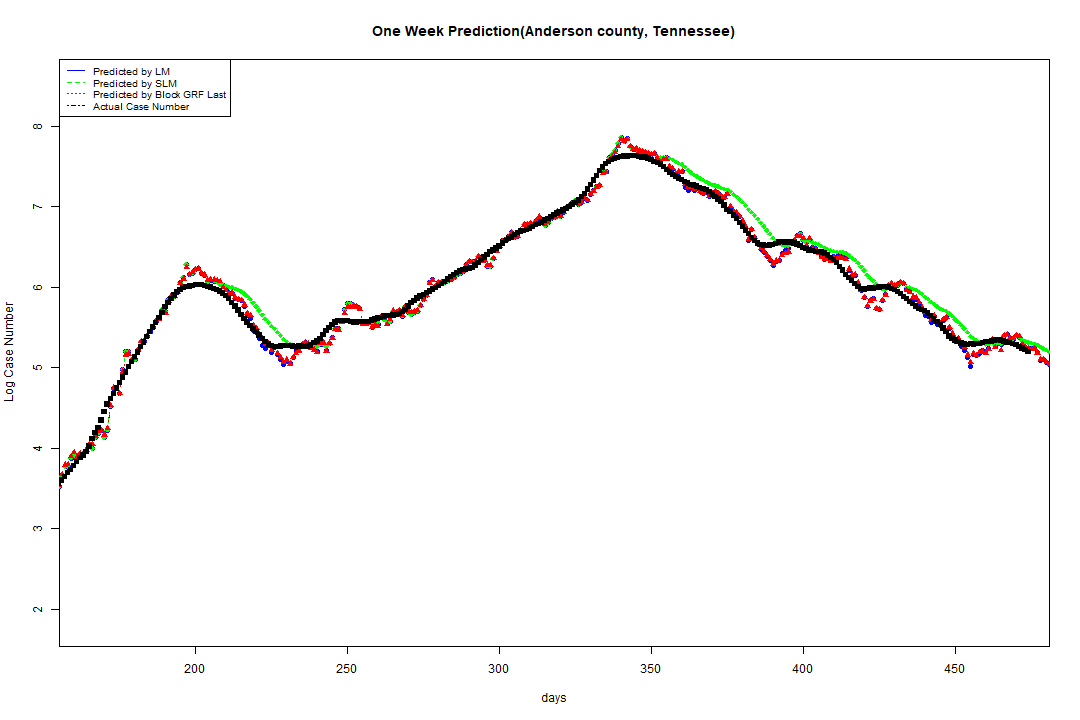 One Week Prediction(Anderson county, Tennessee)
Predicted by LM
Predicted by SLM
Predicted by Block GRF Last
Actual Case Number
8
7
6
5
4
3
2
Log Case Number
200 250 300 350 400 450
days